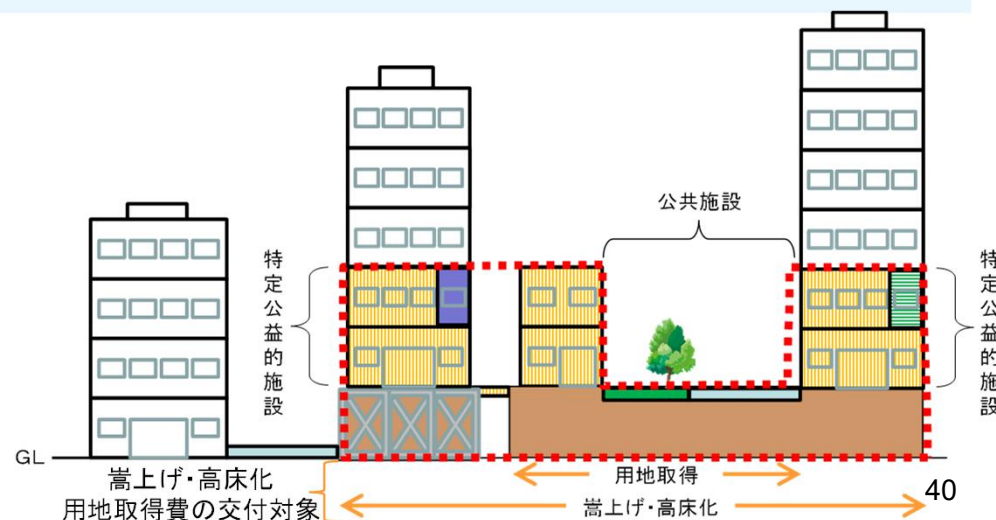 公共施設
特定公益的施設
特定公益的施設
GL
用地取得
嵩上げ・高床化
用地取得費の交付対象
嵩上げ・高床化
40